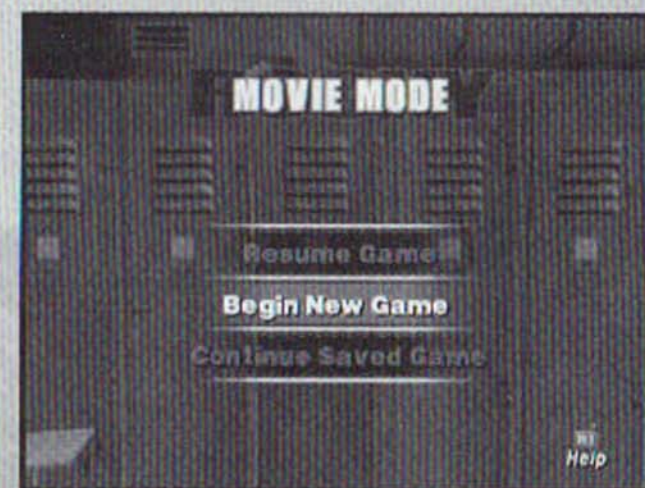 MOVIE MODE
Resume Game
Begin New Game
Continue Saved Game
Help